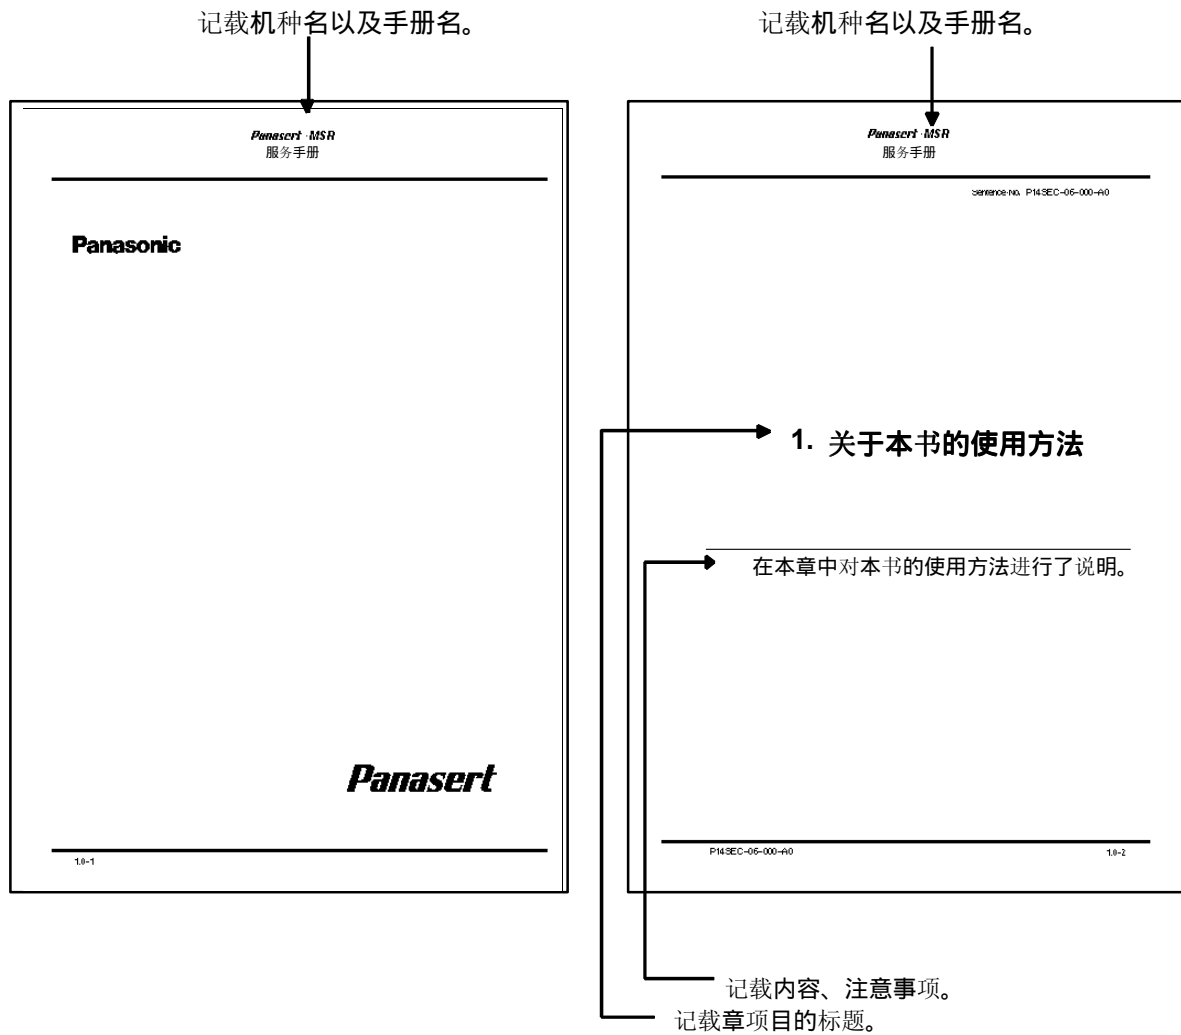 记载机种名以及手册名。
记载机种名以及手册名。
Panasert MSR
服务手册
Panasonic
Panasert
1.0-1
Panasert MSR
服务手册
Sentence No. P14SEC-06-000-A0
1. 关于本书的使用方法
在本章中对本书的使用方法进行了说明。
P14SEC-06-000-A0
1.0-2
记载内容、注意事项。
记载章项目的标题。